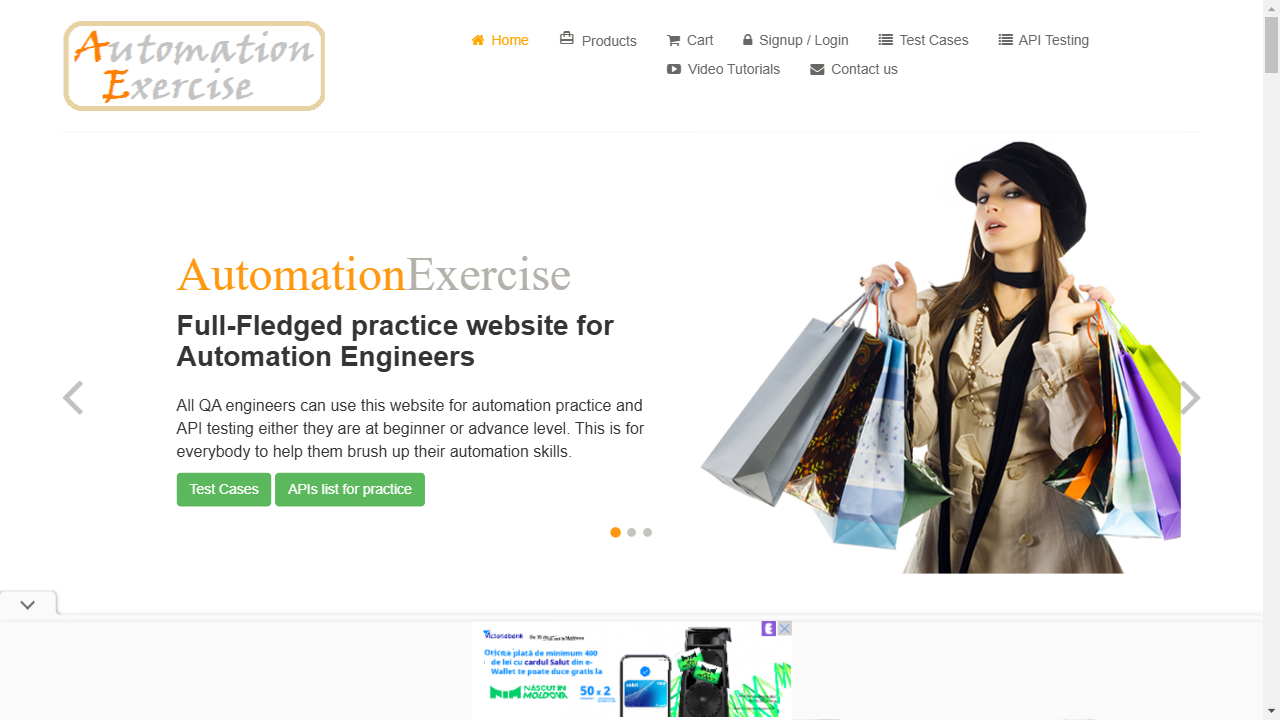 Automation
Exercise
Home
Products
Cart
Signup / Login
Test Cases
API Testing
Video Tutorials
Contact us
AutomationExercise
Full-Fledged practice website for
Automation Engineers
All QA engineers can use this website for automation practice and
API testing either they are at beginner or advance level. This is for
everybody to help them brush up their automation skills.
Test Cases
APIs list for practice
Victoriabank
plată de minimum 400
de lei cu cardul Salut din e-
Wallet te poate duce gratis la
NĂSCUT ÎN
MOLDOVA
50 x 2
salut